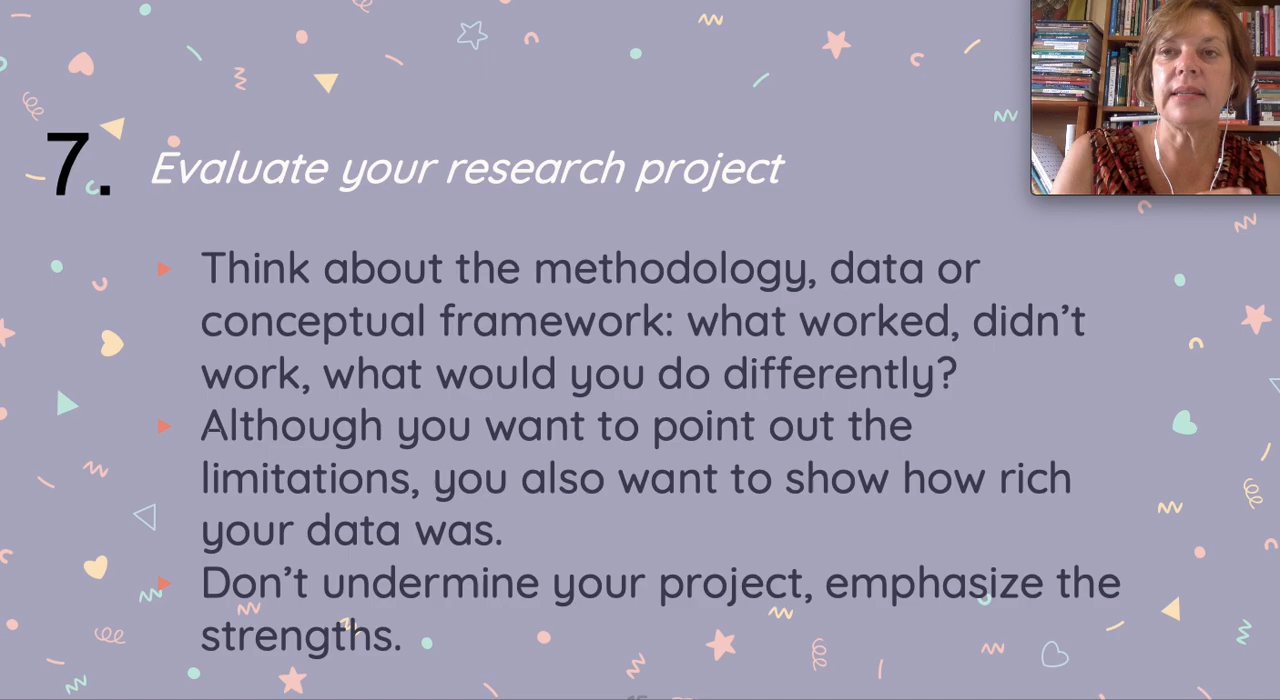 7. Evaluate your research project
Think about the methodology, data or
conceptual framework: what worked, didn’t
work, what would you do differently?
Although you want to point out the
limitations, you also want to show how rich
your data was.
Don’t undermine your project, emphasize the
strengths.